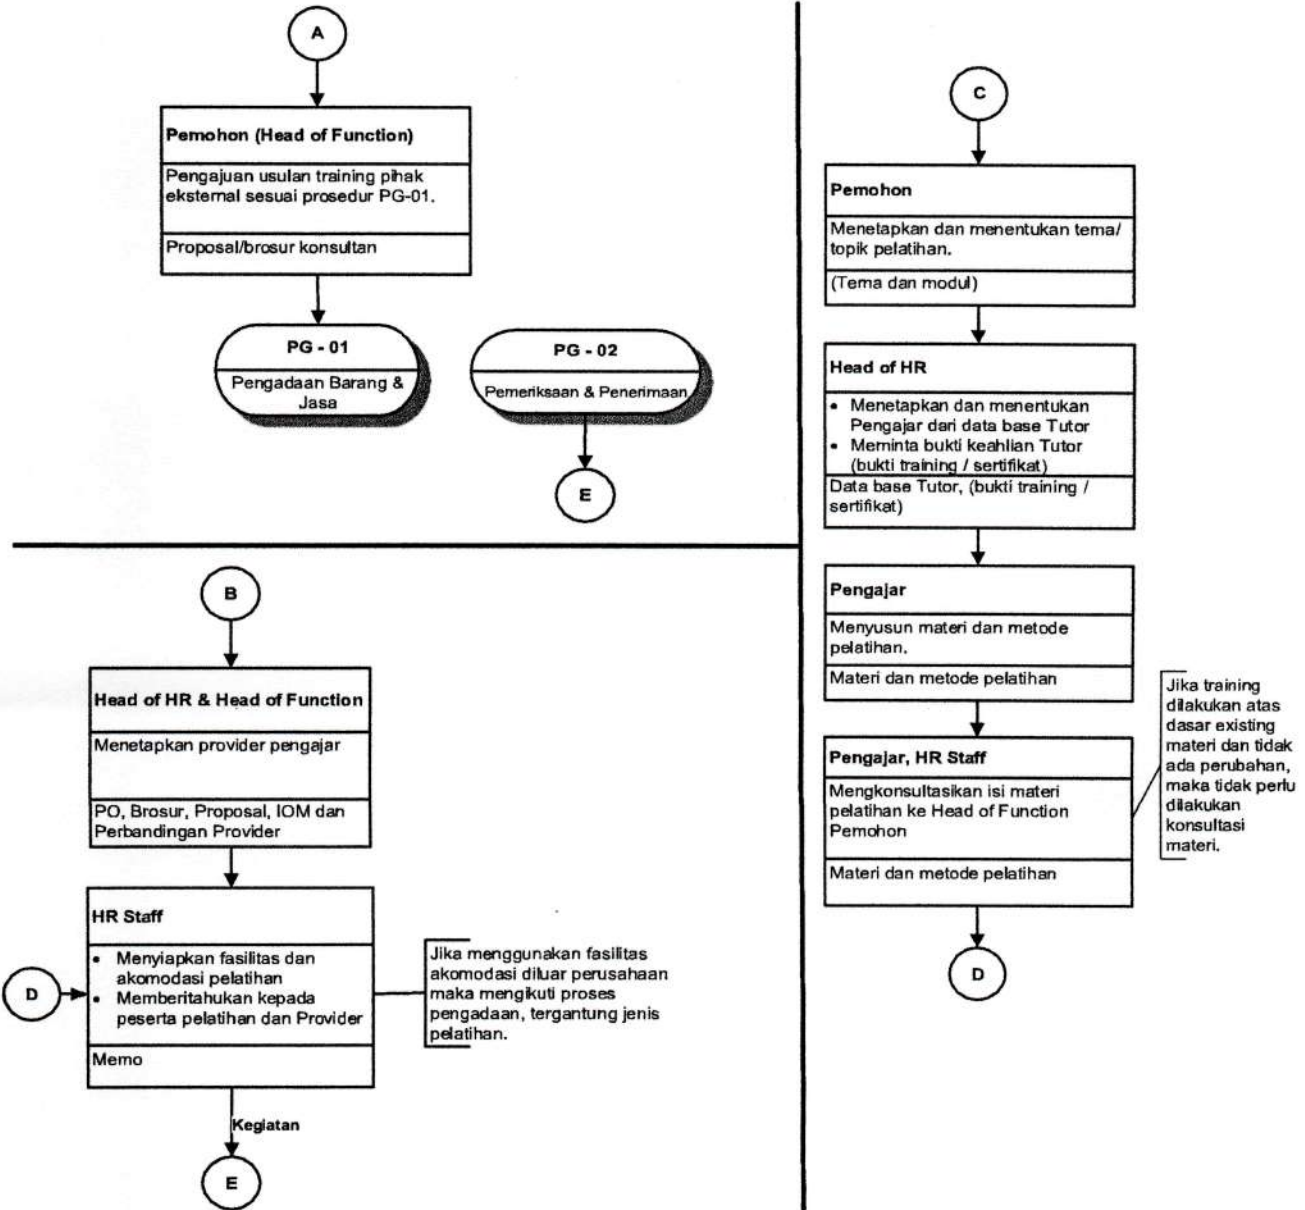 A
Pemohon (Head of Function)
Pengajuan usulan training pihak
eksternal sesuai prosedur PG-01.
Proposal/brosur konsultan
PG - 01
Pengadaan Barang &
Jasa
PG - 02
Pemeriksaan & Penerimaan
E
B
Head of HR & Head of Function
Menetapkan provider pengajar
PO, Brosur, Proposal, IOM dan
Perbandingan Provider
HR Staff
• Menyiapkan fasilitas dan
akomodasi pelatihan
• Memberitahukan kepada
peserta pelatihan dan Provider
Memo
D
Jika menggunakan fasilitas
akomodasi diluar perusahaan
maka mengikuti proses
pengadaan, tergantung jenis
pelatihan.
Kegiatan
E
C
Pemohon
Menetapkan dan menentukan tema/
topik pelatihan.
(Tema dan modul)
Head of HR
• Menetapkan dan menentukan
Pengajar dari data base Tutor
• Meminta bukti keahlian Tutor
(bukti training / sertifikat)
Data base Tutor, (bukti training /
sertifikat)
Pengajar
Menyusun materi dan metode
pelatihan.
Materi dan metode pelatihan
Pengajar, HR Staff
Mengkonsultasikan isi materi
pelatihan ke Head of Function
Pemohon
Materi dan metode pelatihan
Jika training
dilakukan atas
dasar existing
materi dan tidak
ada perubahan,
maka tidak perlu
dilakukan
konsultasi
materi.
D